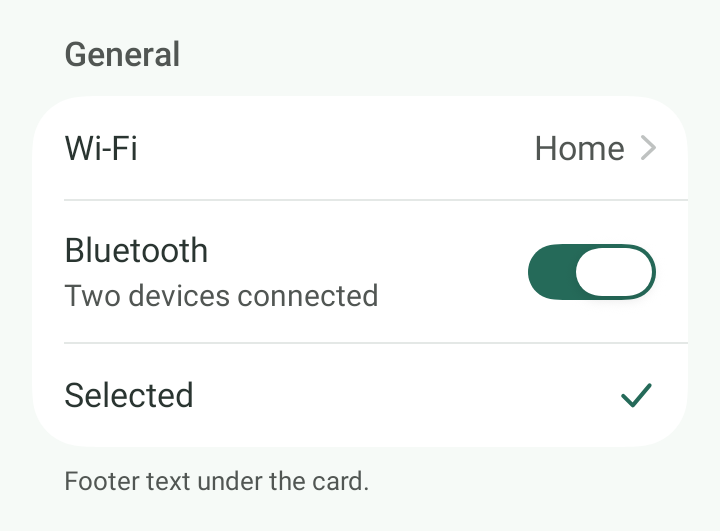 General
Wi-Fi Home
Bluetooth
Two devices connected
Selected
Footer text under the card.